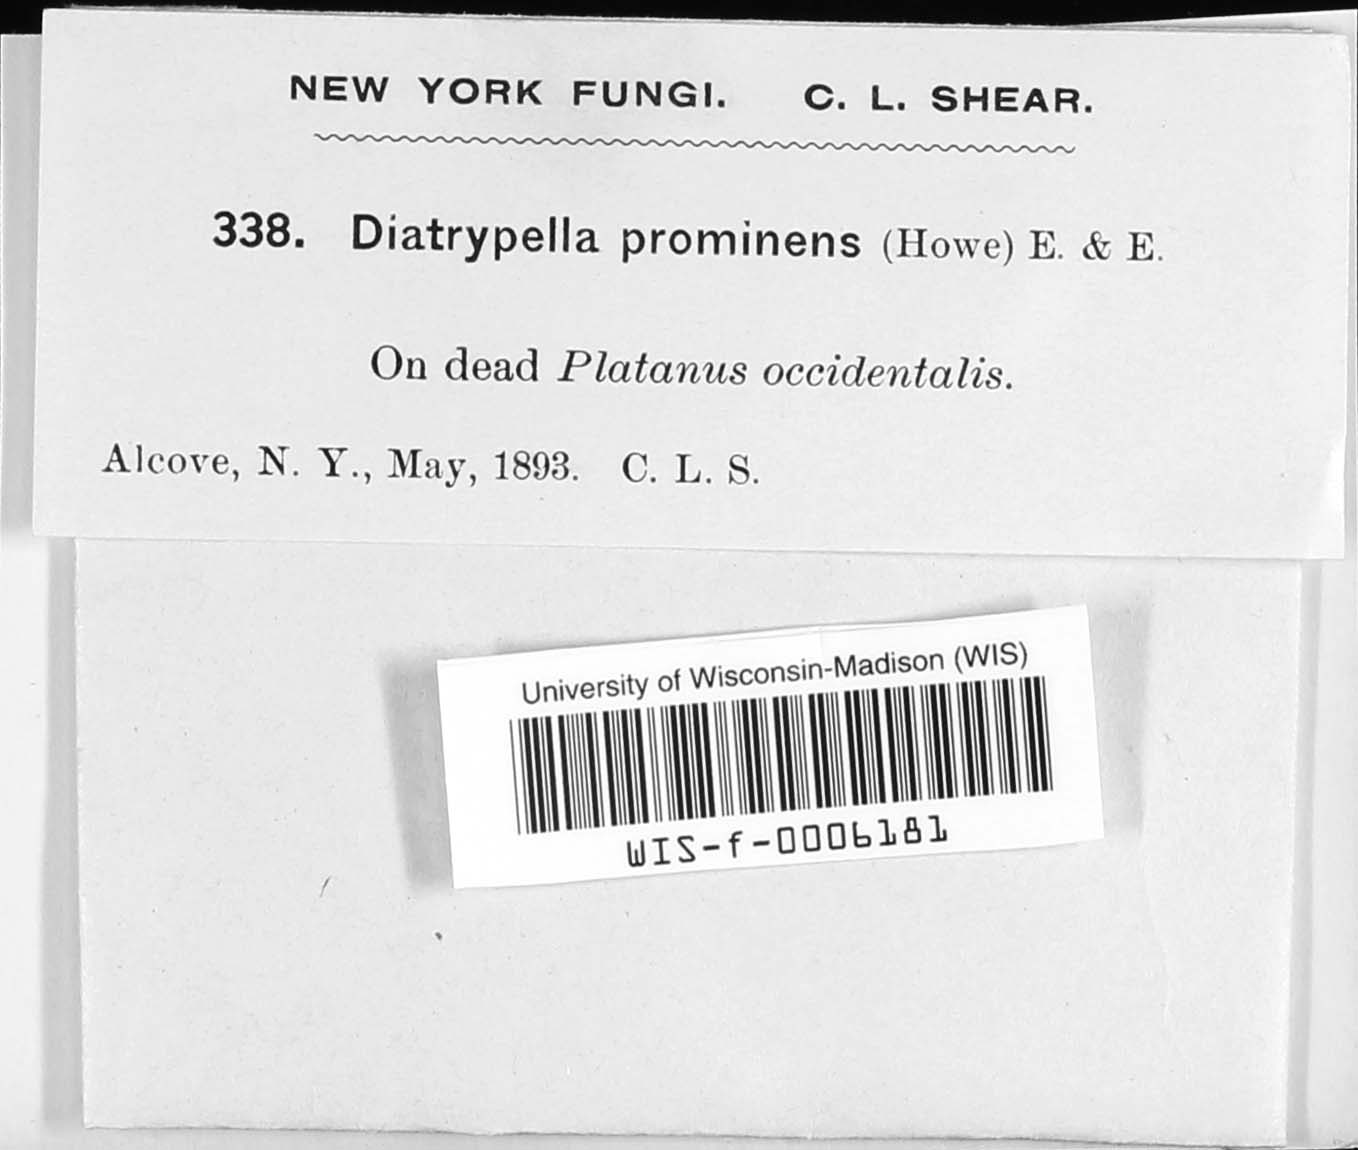 NEW YORK FUNGI. C. L. SHEAR.
338. Diatrypella prominens (Howe) E. & E.
On dead Platanus occidentalis.
Alcove, N. Y., May, 1893. C. L. S.
University of Wisconsin-Madison (WIS)
WIS-f-0006181